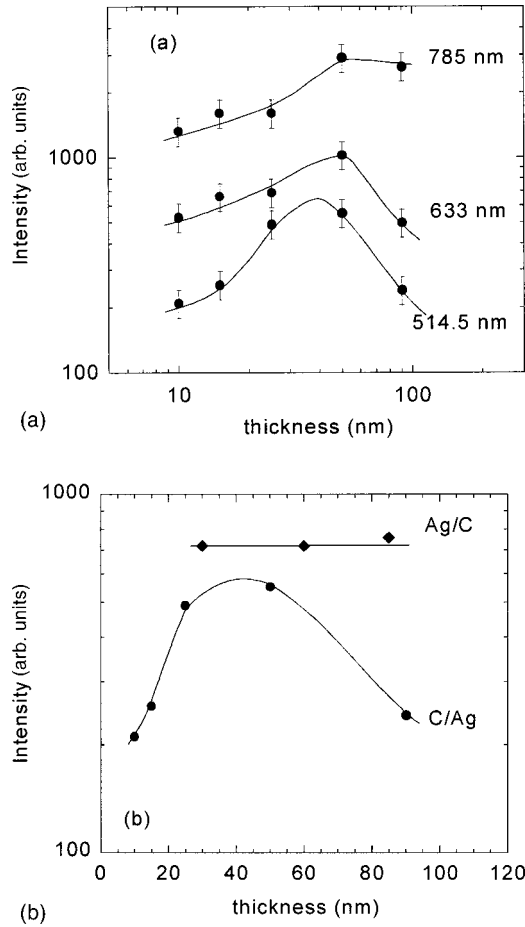 (a)
785 nm
1000
633 nm
514.5 nm
100
10
100
Intensity (arb. units)
thickness (nm)
(a)
1000
Ag/C
C/Ag
(b)
100
0
20
40
60
80
100
120
Intensity (arb. units)
thickness (nm)
(b)